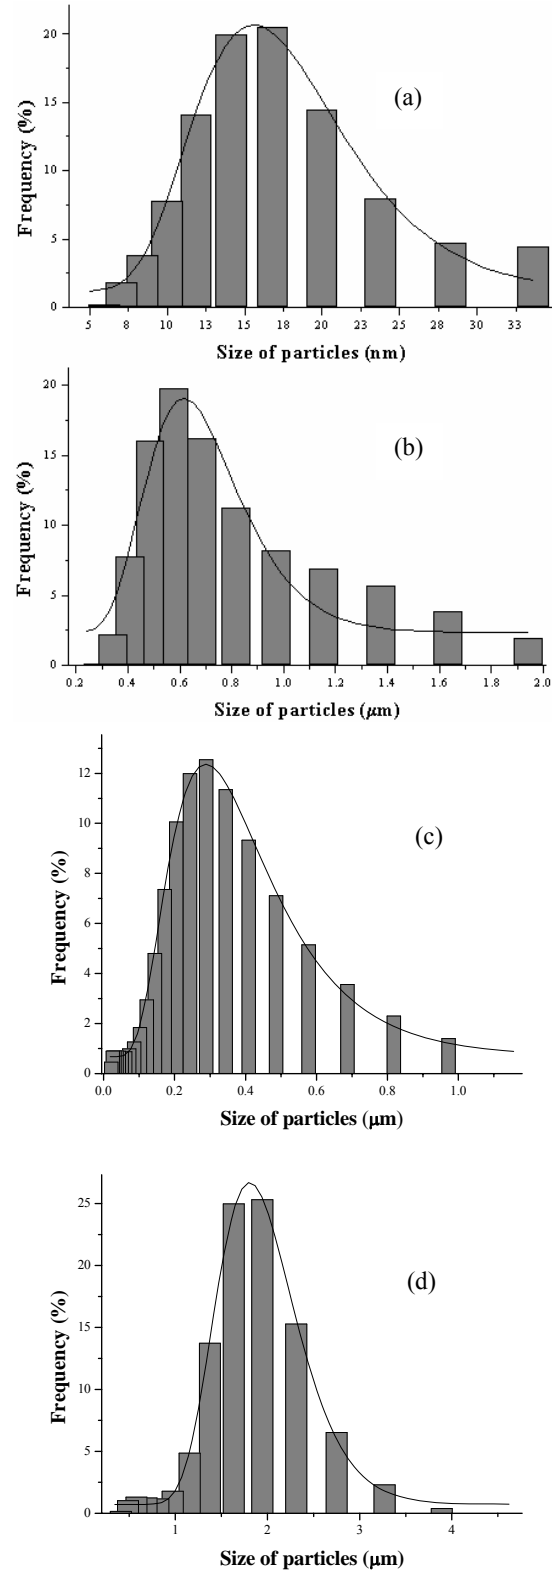 20
15
10
5
0
Frequency (%)
(a)
5 8 10 13 15 18 20 23 25 28 30 33
Size of particles (nm)
20
15
10
5
0
Frequency (%)
(b)
0.2 0.4 0.6 0.8 1.0 1.2 1.4 1.6 1.8 2.0
Size of particles (μm)
12
10
8
6
4
2
0
Frequency (%)
(c)
0.0 0.2 0.4 0.6 0.8 1.0
Size of particles (μm)
25
20
15
10
5
0
Frequency (%)
(d)
1 2 3 4
Size of particles (μm)